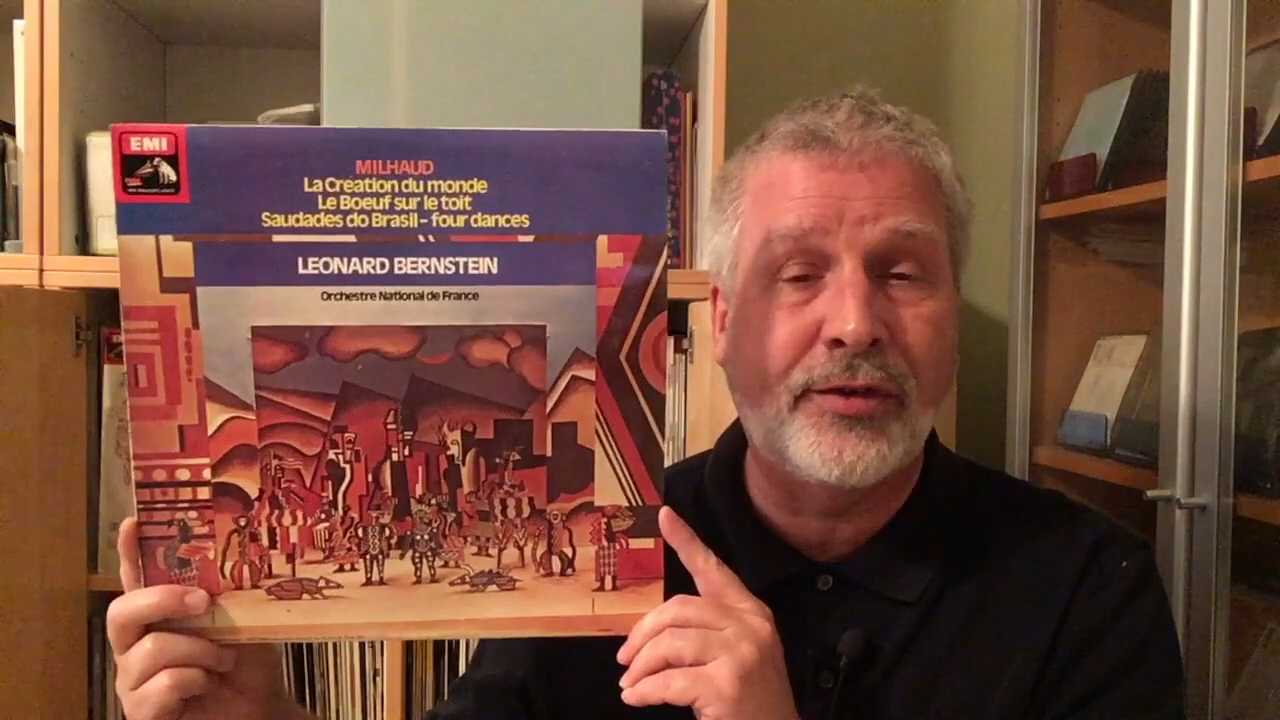 EMI
MILHAUD
La Création du monde
Le Boeuf sur le toit
Saudades do Brasil – four dances
LEONARD BERNSTEIN
Orchestre National de France